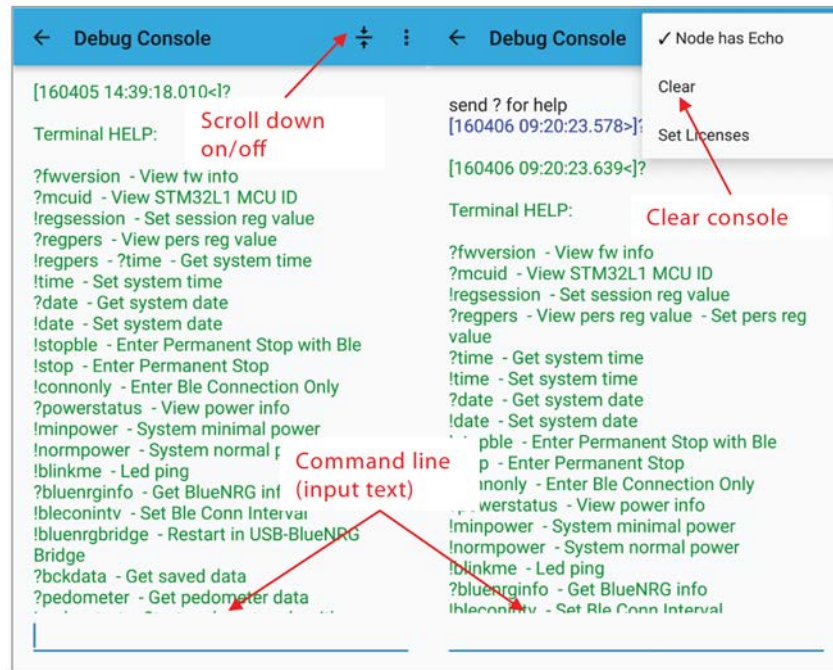 Debug Console
[160405 14:39:18.010<]?
Scroll down
on/off
Terminal HELP:
?fwversion - View fw info
?mcuid - View STM32L1 MCU ID
!regsession - Set session reg value
?regpers - View pers reg value
!regpers - ?time - Get system time
!time - Set system time
?date - Get system date
!date - Set system date
!stopble - Enter Permanent Stop with Ble
!stop - Enter Permanent Stop
!connonly - Enter Ble Connection Only
?powerstatus - View power info
!minpower - System minimal power
!normpower - System normal
!blinkme - Led ping
?bluenrginfo - Get BlueNRG
!bleconintv - Set Ble Conn Interval
!bluenrgbridge - Restart in USB-BlueNRG
Bridge
?bckdata - Get saved data
?pedometer - Get pedometer data
Command line
(input text)
Debug Console
✓ Node has Echo
Clear
Set Licenses
Clear console
send ? for help
[160406 09:20:23.578>]?
[160406 09:20:23.639<]?
Terminal HELP:
?fwversion - View fw info
?mcuid - View STM32L1 MCU ID
!regsession - Set session reg value
?regpers - View pers reg value - Set pers reg
value
?time - Get system time
!time - Set system time
?date - Get system date
!date - Set system date
- Enter Permanent Stop with Ble
- Enter Permanent Stop
- Enter Ble Connection Only
- View power info
!minpower - System minimal power
!normpower - System normal power
!blinkme - Led ping
?bluenrginfo - Get BlueNRG info
!bleconintv - Set Ble Conn Interval